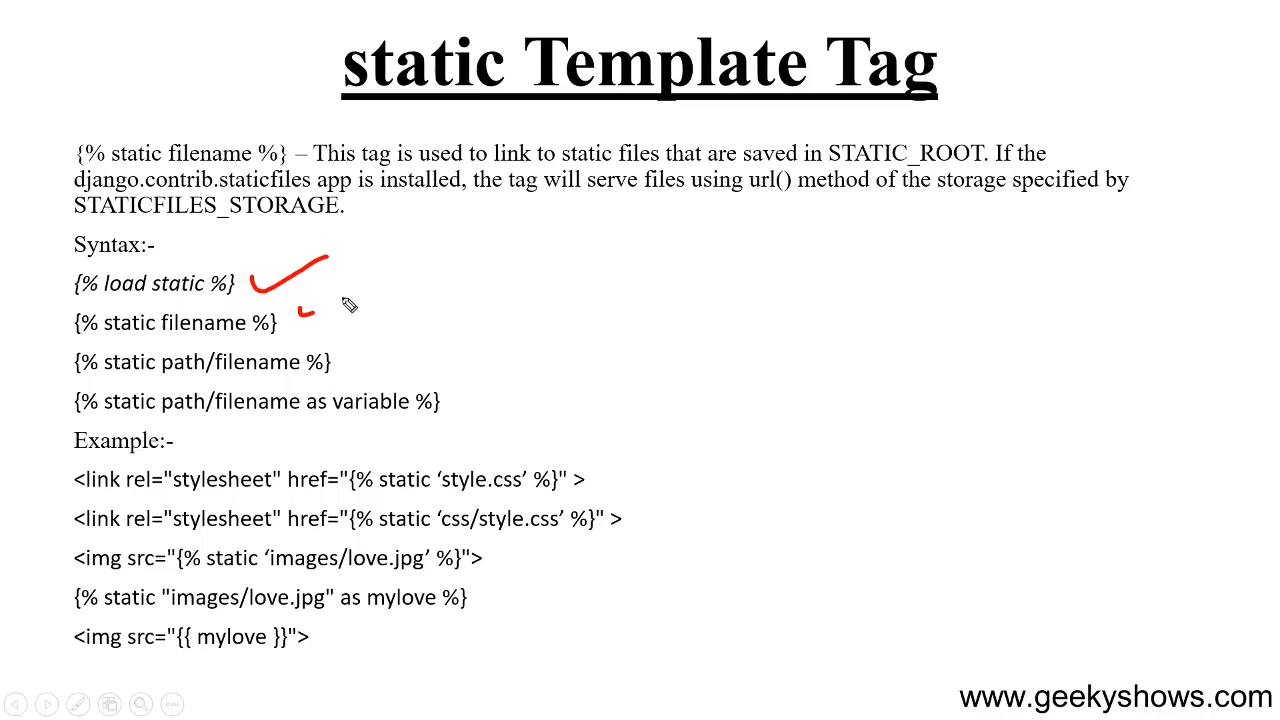 static Template Tag
{% static filename %} – This tag is used to link to static files that are saved in STATIC_ROOT. If the
django.contrib.staticfiles app is installed, the tag will serve files using url() method of the storage specified by
STATICFILES_STORAGE.
Syntax:-
{% load static %}
{% static filename %}
{% static path/filename %}
{% static path/filename as variable %}
Example:-
<link rel="stylesheet" href="{% static ‘style.css’ %}" >
<link rel="stylesheet" href="{% static ‘css/style.css’ %}" >
<img src="{% static ‘images/love.jpg’ %}">
{% static "images/love.jpg" as mylove %}
<img src="{{ mylove }}">
www.geekyshows.com